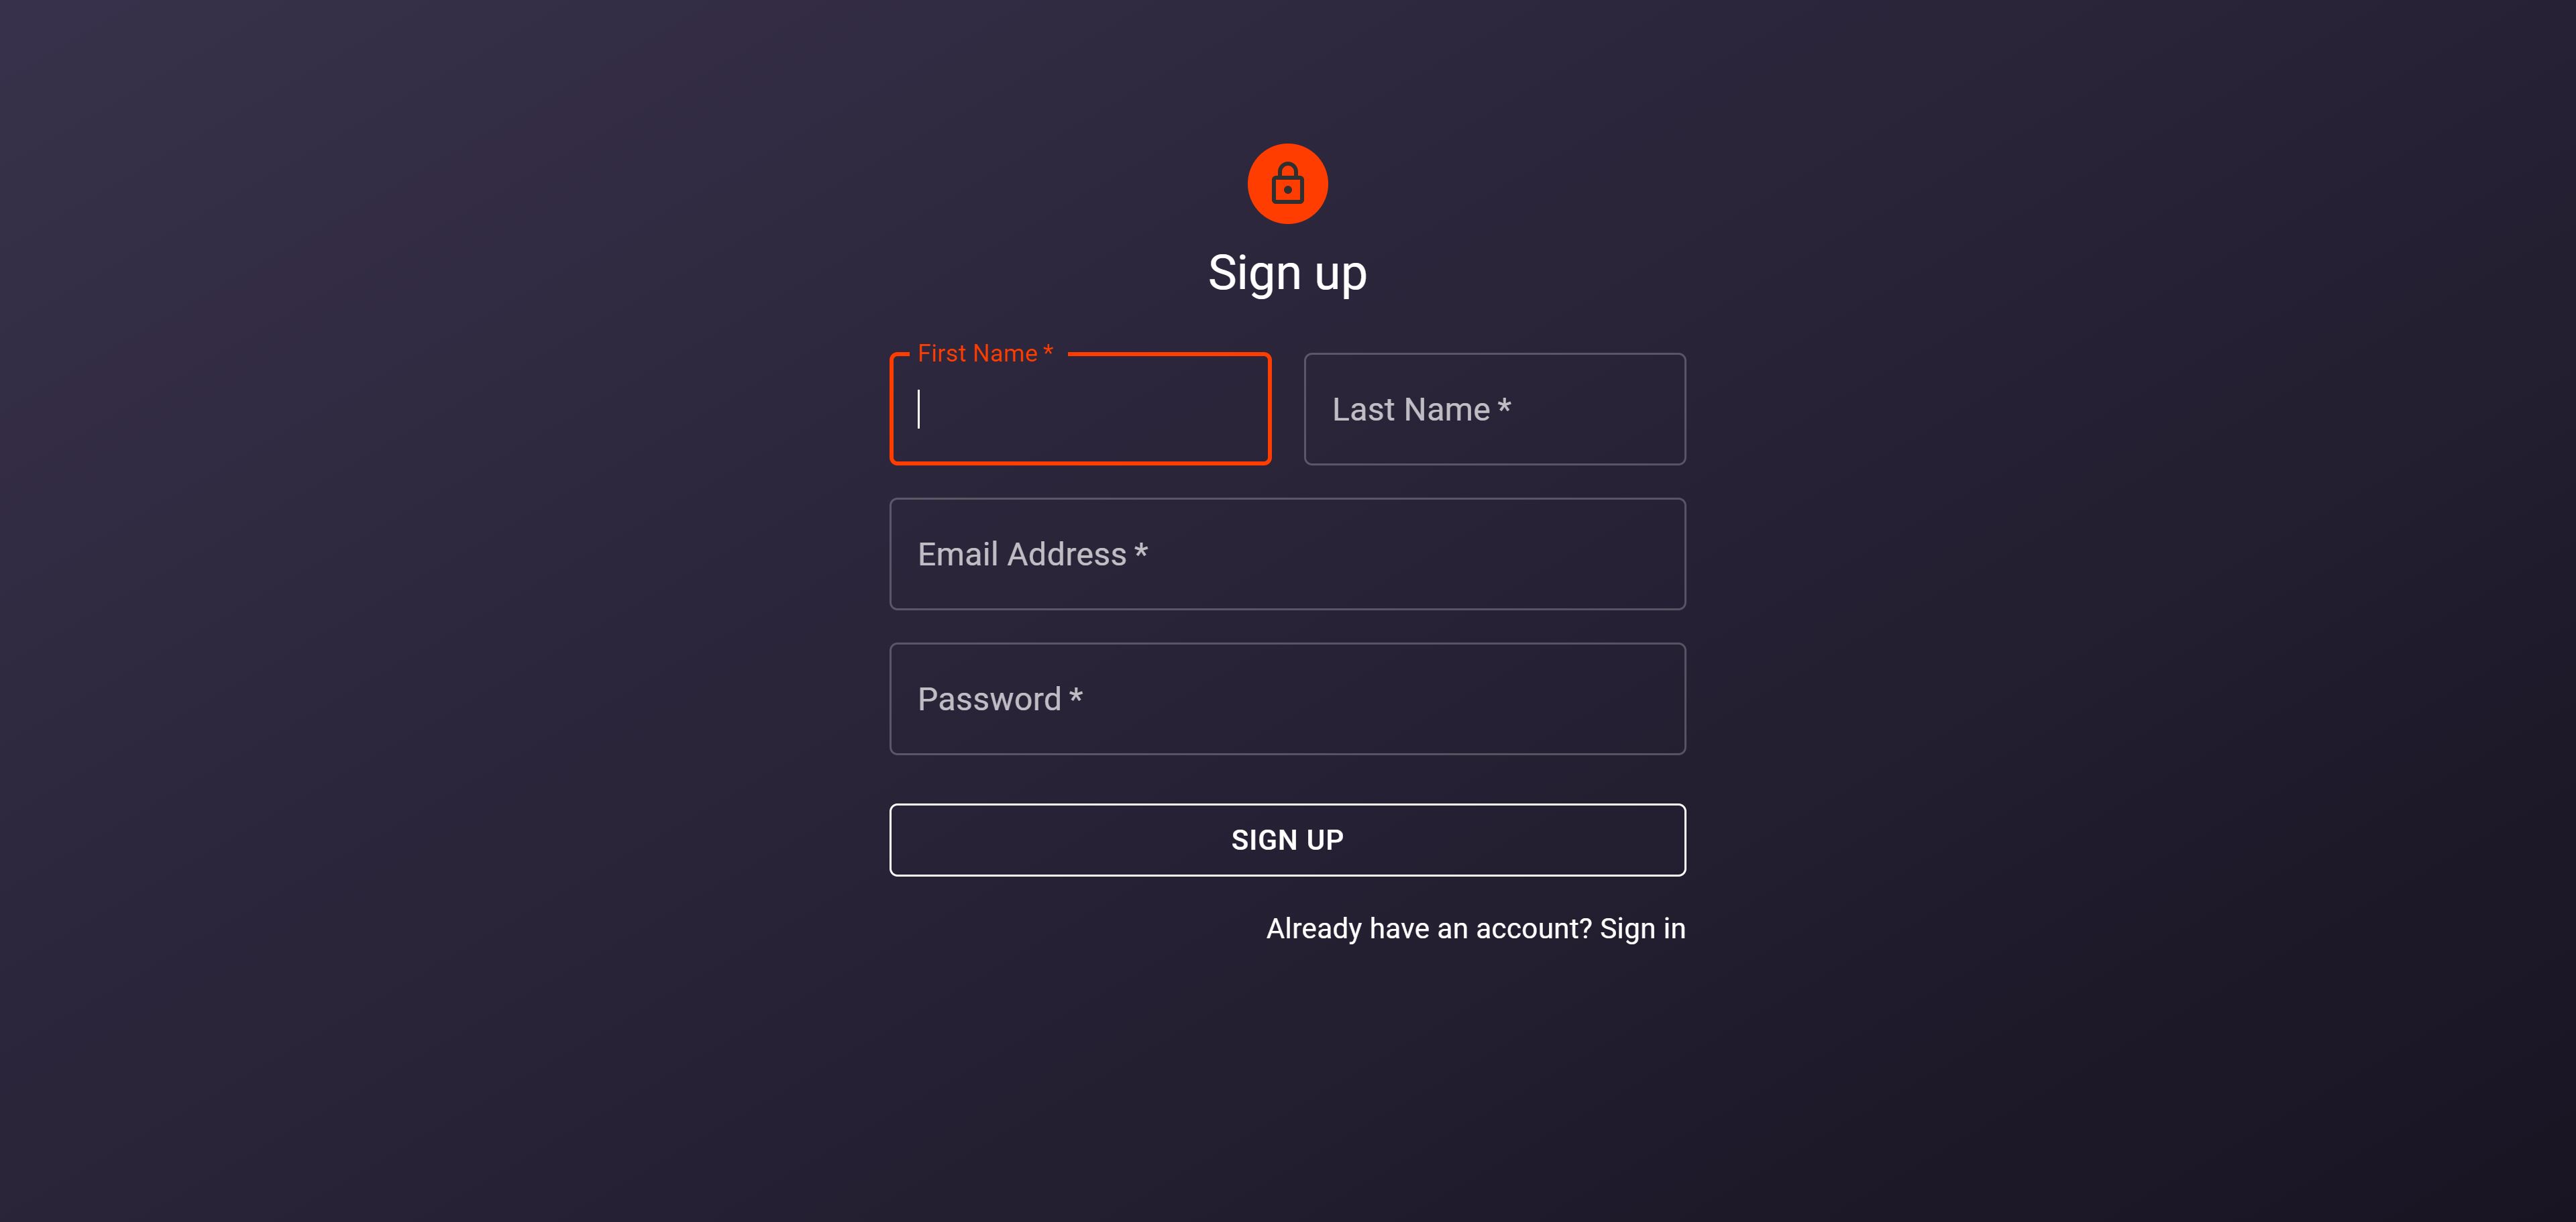 Sign up
First Name *
Last Name *
Email Address *
Password *
SIGN UP
Already have an account? Sign in